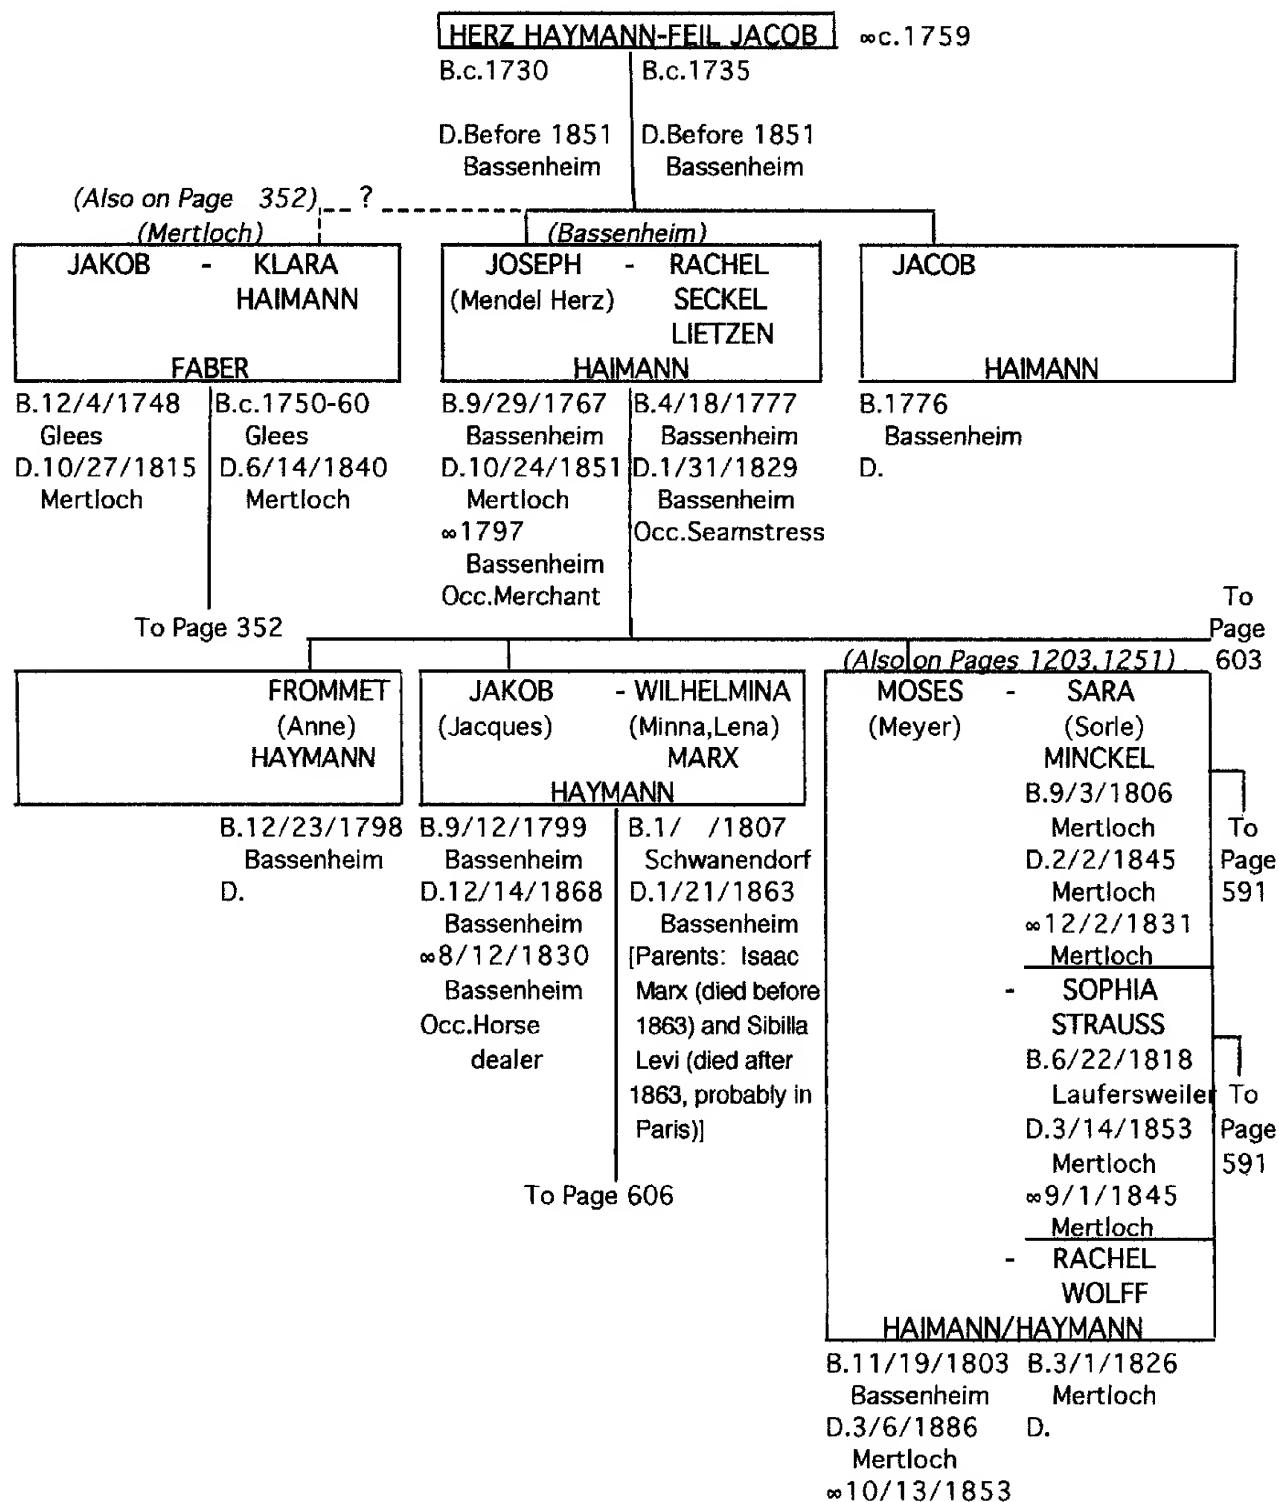 HERZ HAYMANN-FEIL JACOB ∞c.1759
B.c.1730 B.c.1735
D.Before 1851 D.Before 1851
Bassenheim Bassenheim
(Also on Page 352) ?
(Mertloch) (Bassenheim)
JAKOB - KLARA
HAIMANN
FABER
B.12/4/1748 B.c.1750-60
Glees Glees
D.10/27/1815 D.6/14/1840
Mertloch Mertloch
To Page 352
JOSEPH - RACHEL
(Mendel Herz) SECKEL
LIETZEN
HAIMANN
B.9/29/1767 B.4/18/1777
Bassenheim Bassenheim
D.10/24/1851 D.1/31/1829
Mertloch Bassenheim
∞1797 Occ.Seamstress
Bassenheim
Occ.Merchant
JACOB
HAIMANN
B.1776
Bassenheim
D.
To
Page
603
FROMMET
(Anne)
HAYMANN
B.12/23/1798
Bassenheim
D.
JAKOB - WILHELMINA
(Jacques) (Minna,Lena)
MARX
HAYMANN
B.9/12/1799 B.1/ /1807
Bassenheim Schwanendorf
D.12/14/1868 D.1/21/1863
Bassenheim Bassenheim
∞8/12/1830 [Parents: Isaac
Bassenheim Marx (died before
Occ.Horse 1863) and Sibilla
dealer Levi (died after
1863, probably in
Paris)]
To Page 606
(Also on Pages 1203,1251)
MOSES - SARA
(Meyer) (Sorle)
MINCKEL
B.9/3/1806
Mertloch
D.2/2/1845
Mertloch
∞12/2/1831
Mertloch
To
Page
591
- SOPHIA
STRAUSS
B.6/22/1818
Laufersweiler
D.3/14/1853
Mertloch
∞9/1/1845
Mertloch
To
Page
591
- RACHEL
WOLFF
HAIMANN/HAYMANN
B.11/19/1803 B.3/1/1826
Bassenheim Mertloch
D.3/6/1886 D.
Mertloch
∞10/13/1853